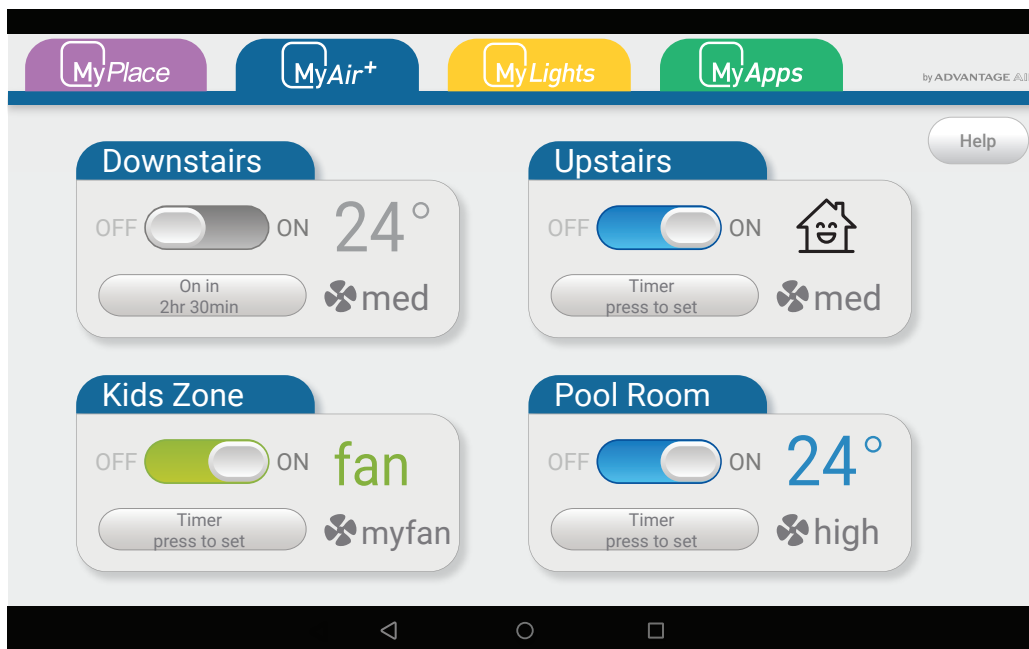 MyPlace
MyAir+
MyLights
MyApps
by ADVANTAGE AIR
Help
Downstairs
OFF ON 24°
On in
2hr 30min
med
Upstairs
OFF ON
Timer
press to set
med
Kids Zone
OFF ON fan
Timer
press to set
myfan
Pool Room
OFF ON 24°
Timer
press to set
high